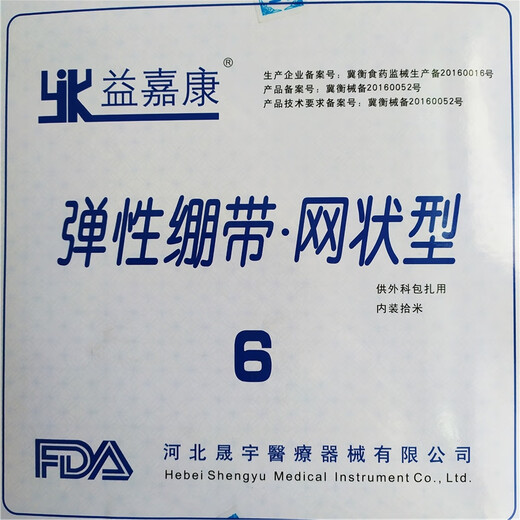 YJK 益嘉康®
生产企业备案号：冀衡食药监械生产备20160016号
产品备案号：冀衡械备20160052号
产品技术要求备案号：冀衡械备20160052号
弹性绷带·网状型
供外科包扎用
内装拾米
6
FDA
河北晟宇醫療器械有限公司
Hebei Shengyu Medical Instrument Co., Ltd.